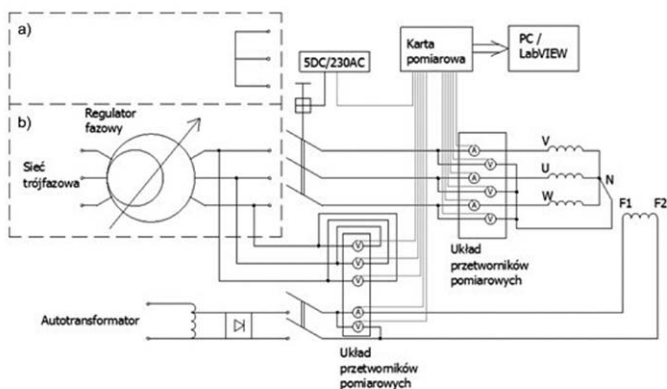 a)
5DC/230AC
Karta
pomiarowa
PC /
LabVIEW
b)
Regulator
fazowy
Sieć
trójfazowa
A
V
V
A
V
U
A
V
W
N
F1
F2
Układ
przetworników
pomiarowych
V
V
V
Autotransformator
A
V
Układ
przetworników
pomiarowych